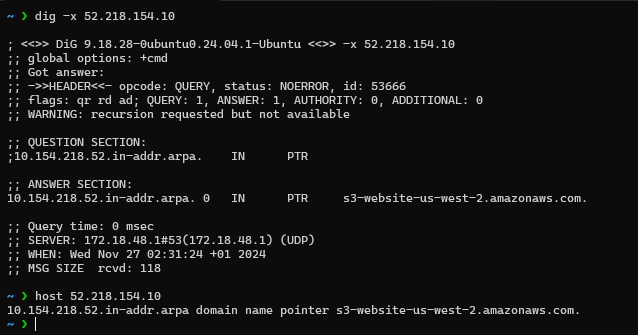 ~ ❯ dig -x 52.218.154.10
; <<>> DiG 9.18.28-0ubuntu0.24.04.1-Ubuntu <<>> -x 52.218.154.10
;; global options: +cmd
;; Got answer:
;; ->>HEADER<<- opcode: QUERY, status: NOERROR, id: 53666
;; flags: qr rd ad; QUERY: 1, ANSWER: 1, AUTHORITY: 0, ADDITIONAL: 0
;; WARNING: recursion requested but not available
;; QUESTION SECTION:
;10.154.218.52.in-addr.arpa. IN PTR
;; ANSWER SECTION:
10.154.218.52.in-addr.arpa. 0 IN PTR s3-website-us-west-2.amazonaws.com.
;; Query time: 0 msec
;; SERVER: 172.18.48.1#53(172.18.48.1) (UDP)
;; WHEN: Wed Nov 27 02:31:24 +01 2024
;; MSG SIZE rcvd: 118
~ ❯ host 52.218.154.10
10.154.218.52.in-addr.arpa domain name pointer s3-website-us-west-2.amazonaws.com.
~ ❯